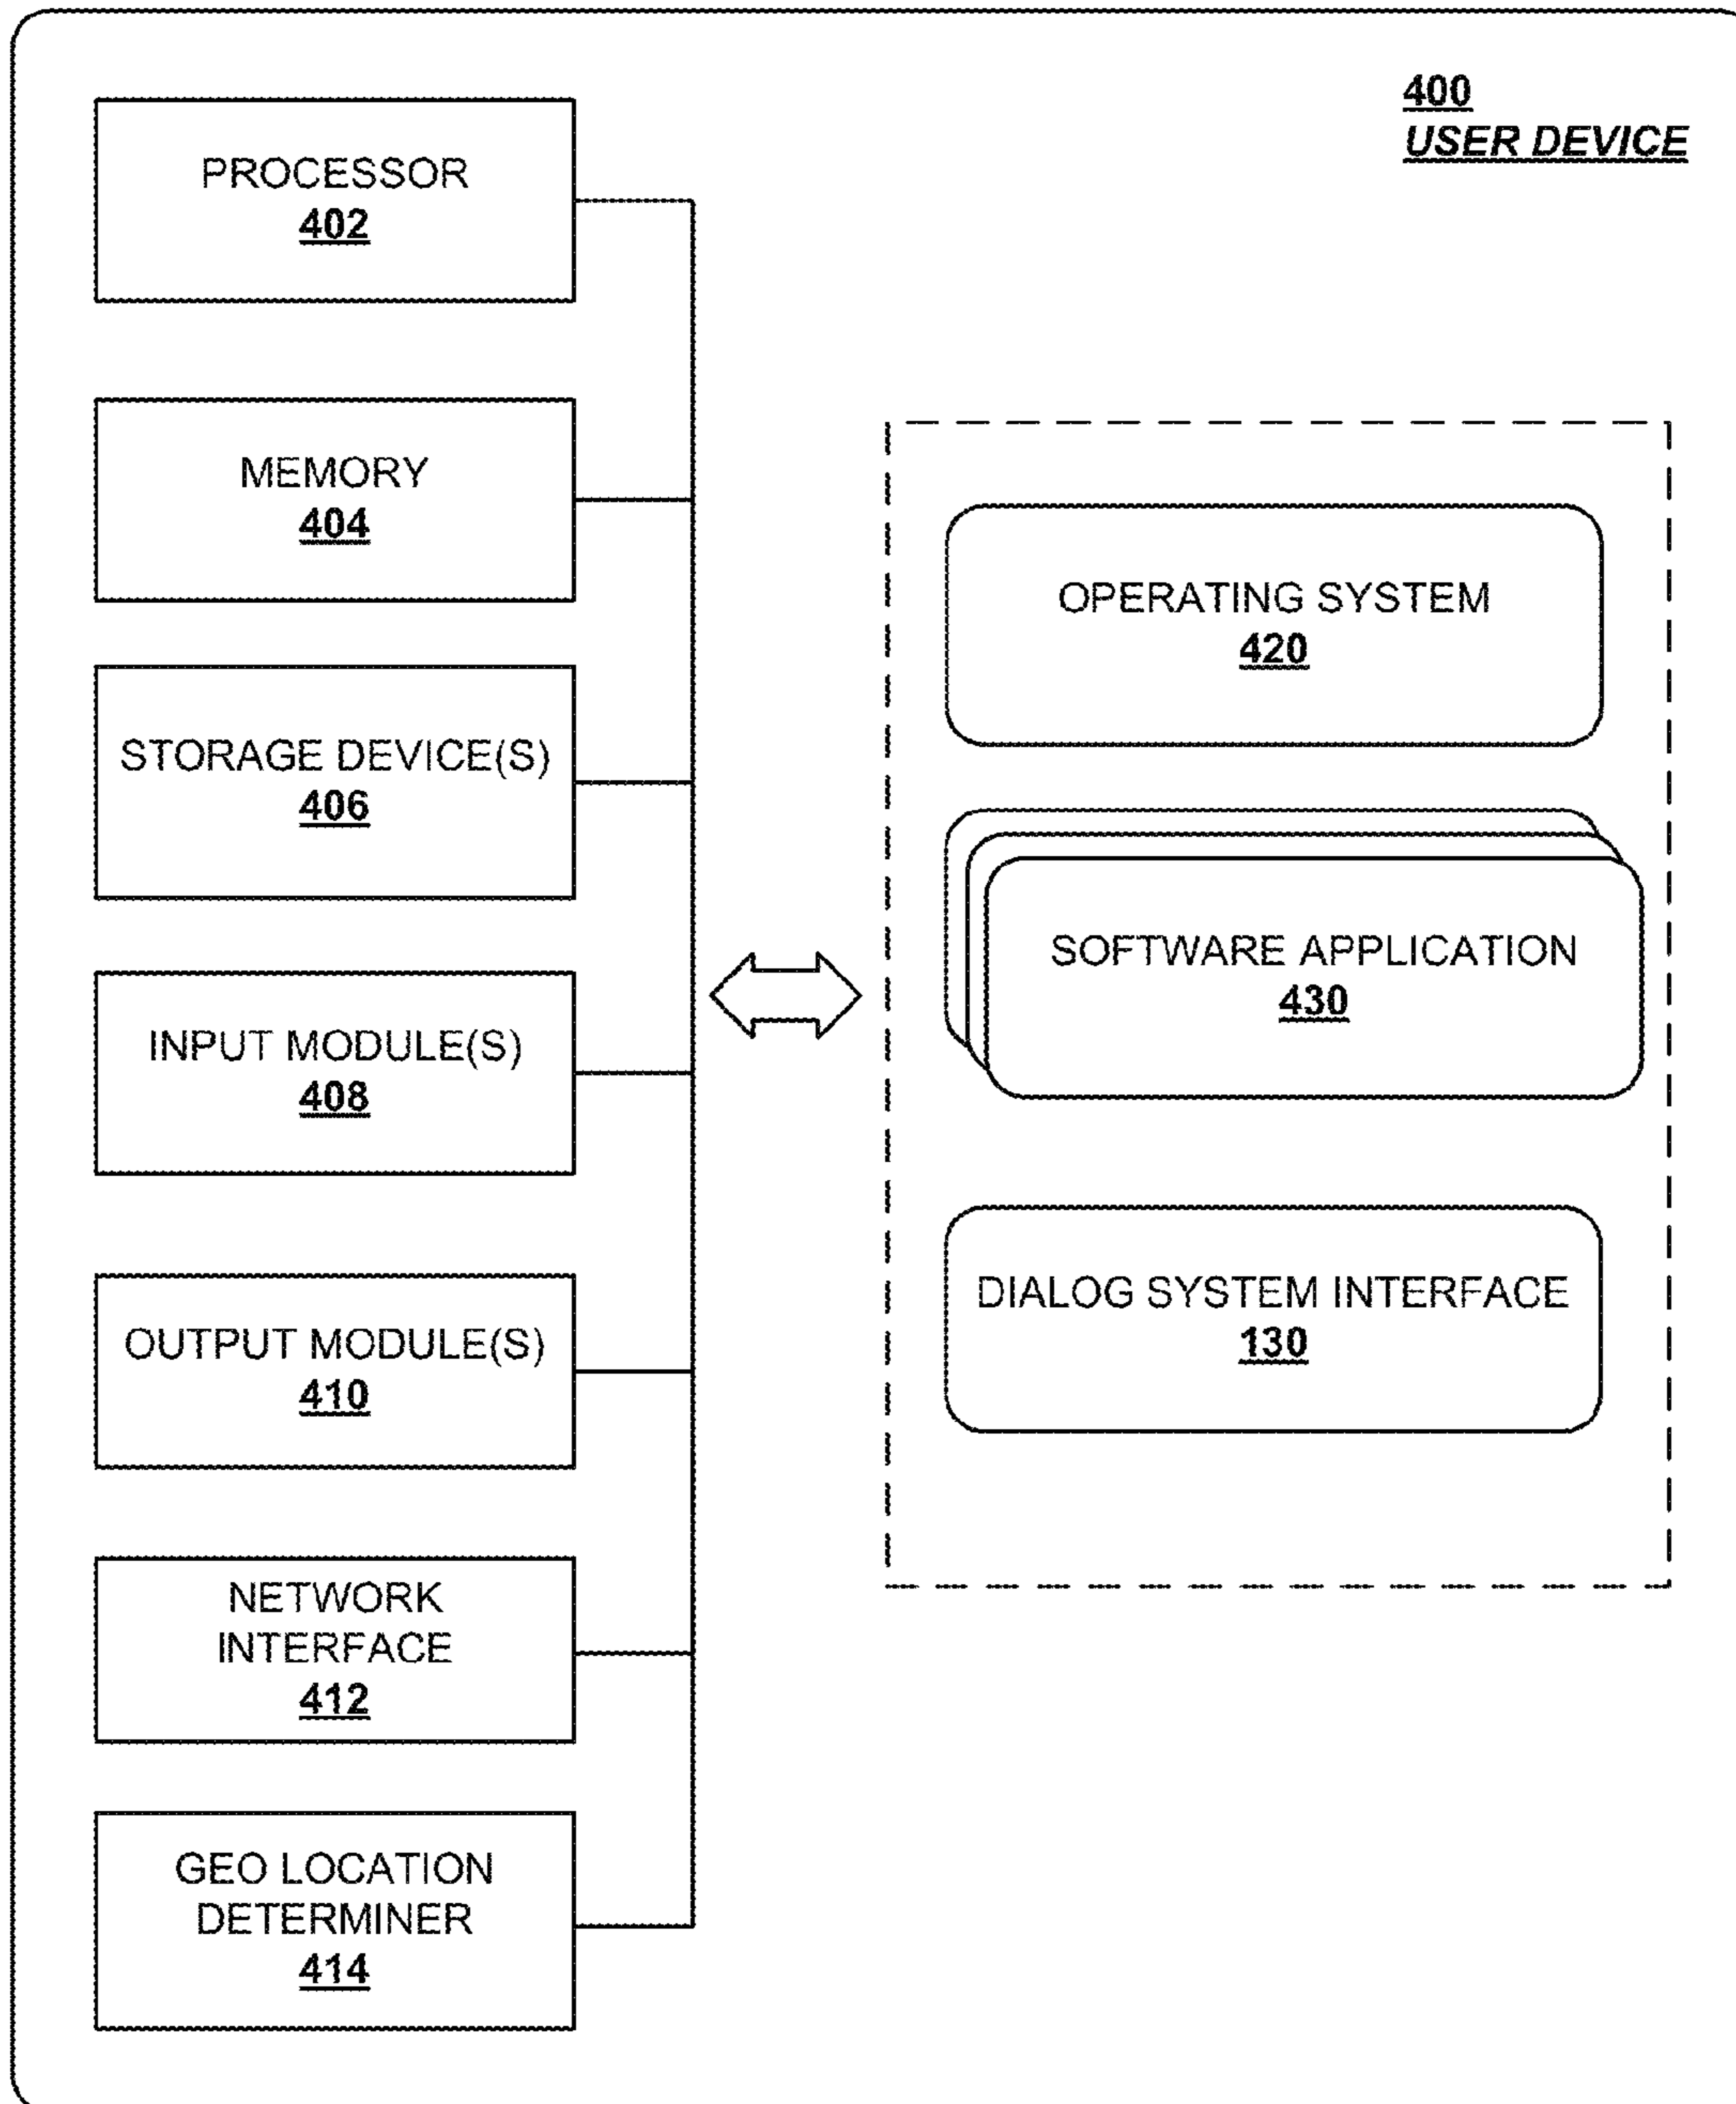 400
USER DEVICE
PROCESSOR
402
MEMORY
404
STORAGE DEVICE(S)
406
INPUT MODULE(S)
408
OUTPUT MODULE(S)
410
NETWORK
INTERFACE
412
GEO LOCATION
DETERMINER
414
OPERATING SYSTEM
420
SOFTWARE APPLICATION
430
DIALOG SYSTEM INTERFACE
130